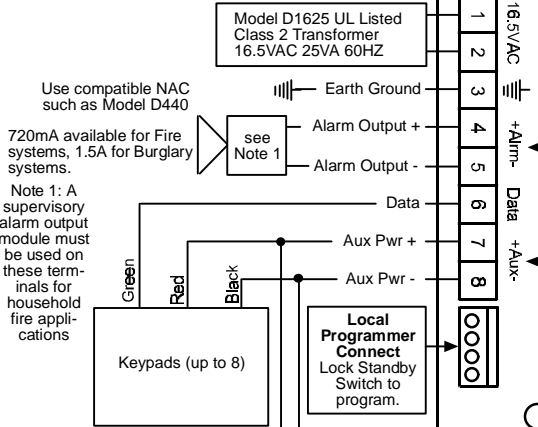 Model D1625 UL Listed
Class 2 Transformer
16.5VAC 25VA 60HZ
1
2
16.5VAC
Use compatible NAC
such as Model D440
Earth Ground
3
720mA available for Fire
systems, 1.5A for Burglary
systems.
see
Note 1
Alarm Output +
4
Alarm Output -
5
+Alrm-
Note 1: A
supervisory
alarm output
module must
be used on
these term-
inals for
household
fire appli-
cations
Data
6
Data
Aux Pwr +
7
Aux Pwr -
8
+Aux-
Green
Red
Black
Keypads (up to 8)
Local
Programmer
Connect
Lock Standby
Switch to
program.